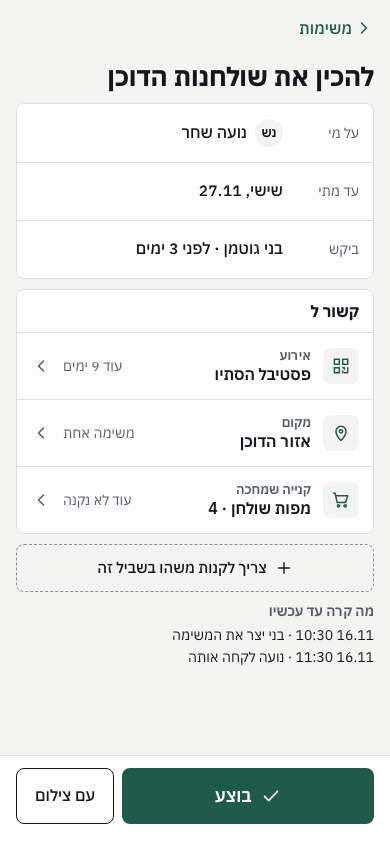 משימות
להכין את שולחנות הדוכן
על מי
נש נועה שחר
עד מתי
שישי, 27.11
ביקש
בני גוטמן · לפני 3 ימים
קשור ל
אירוע
פסטיבל הסתיו
עוד 9 ימים
מקום
אזור הדוכן
משימה אחת
קנייה שמחכה
מפות שולחן · 4
עוד לא נקנה
+ צריך לקנות משהו בשביל זה
מה קרה עד עכשיו
16.11 10:30 · בני יצר את המשימה
16.11 11:30 · נועה לקחה אותה
בוצע
עם צילום